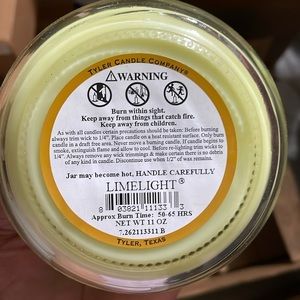 TYLER CANDLE COMPANY®
⚠WARNING
Burn within sight.
Keep away from things that catch fire.
Keep away from children.
As with all candles certain precautions should be taken: Before burning
always trim wick to 1/4". Place candle on a heat resistant surface. Only burn
candle in a draft free area. Never move a burning candle. If candle begins to
smoke, extinguish flame and allow to cool. Before re-lighting trim wicks to
1/4". Always remove any wick trimmings & make certain there is no debris
of any kind in candle. Discontinue use when 1/2" of wax remains.
Jar may become hot, HANDLE CAREFULLY
LIMELIGHT®
8 03821 11133 3
Approx Burn Time: 50-65 HRS
NT WT 11 OZ
7.262113311 B
TYLER, TEXAS